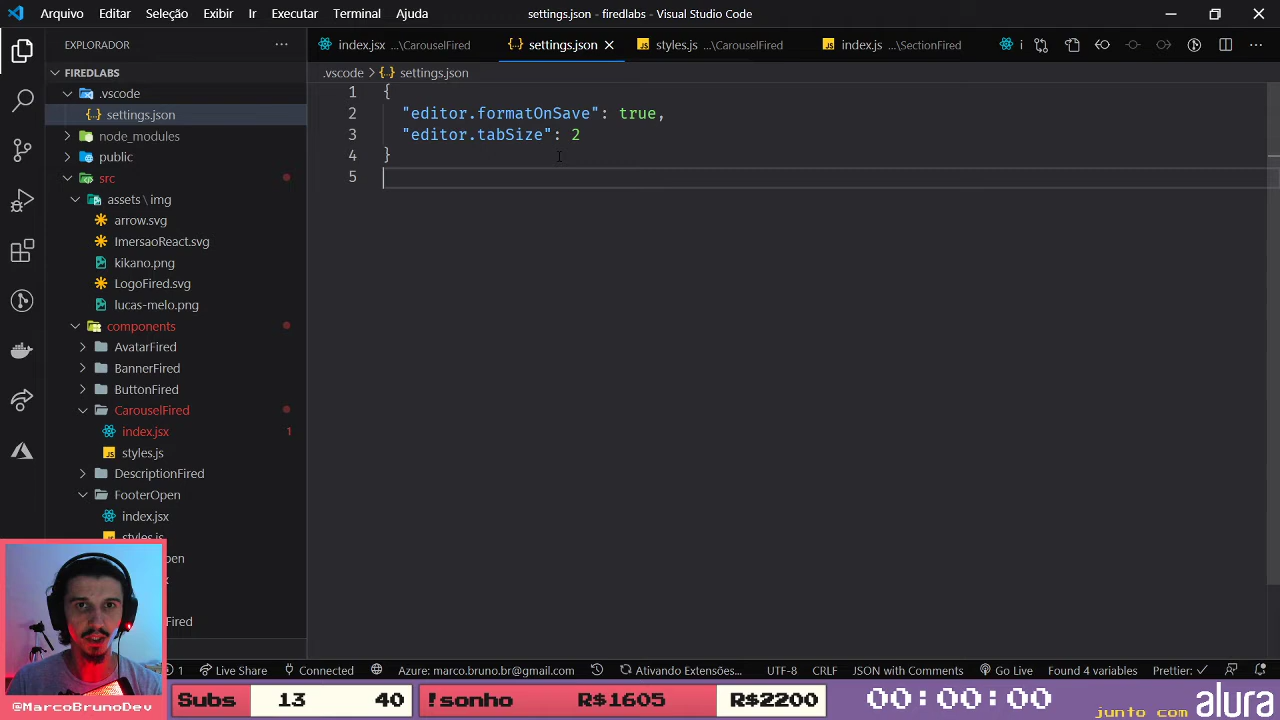 Arquivo Editar Seleção Exibir Ir Executar Terminal Ajuda settings.json - firedlabs - Visual Studio Code
EXPLORADOR
index.jsx ...\CarouselFired
settings.json
styles.js ...\CarouselFired
index.js ...\SectionFired
i
FIREDLABS
.vscode
settings.json
node_modules
public
src
assets \ img
arrow.svg
ImersaoReact.svg
kikano.png
LogoFired.svg
lucas-melo.png
components
AvatarFired
BannerFired
ButtonFired
CarouselFired
index.jsx 1
styles.js
DescriptionFired
FooterOpen
index.jsx
styles.js
.vscode > settings.json
1 {
2 "editor.formatOnSave": true,
3 "editor.tabSize": 2
4 }
5
1 Live Share Connected Azure: marco.bruno.br@gmail.com Ativando Extensões... UTF-8 CRLF JSON with Comments Go Live Found 4 variables Prettier: ✓
@MarcoBrunoDev
Subs 13 40 !sonho R$1605 R$2200 00:00:00 junto com alura